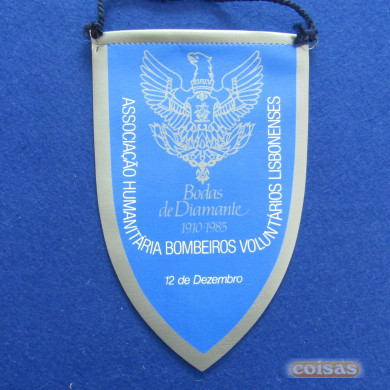 ASSOCIAÇÃO HUMANITÁRIA BOMBEIROS VOLUNTÁRIOS LISBONENSES
Bodas
de Diamante
1910-1985
12 de Dezembro
coisas